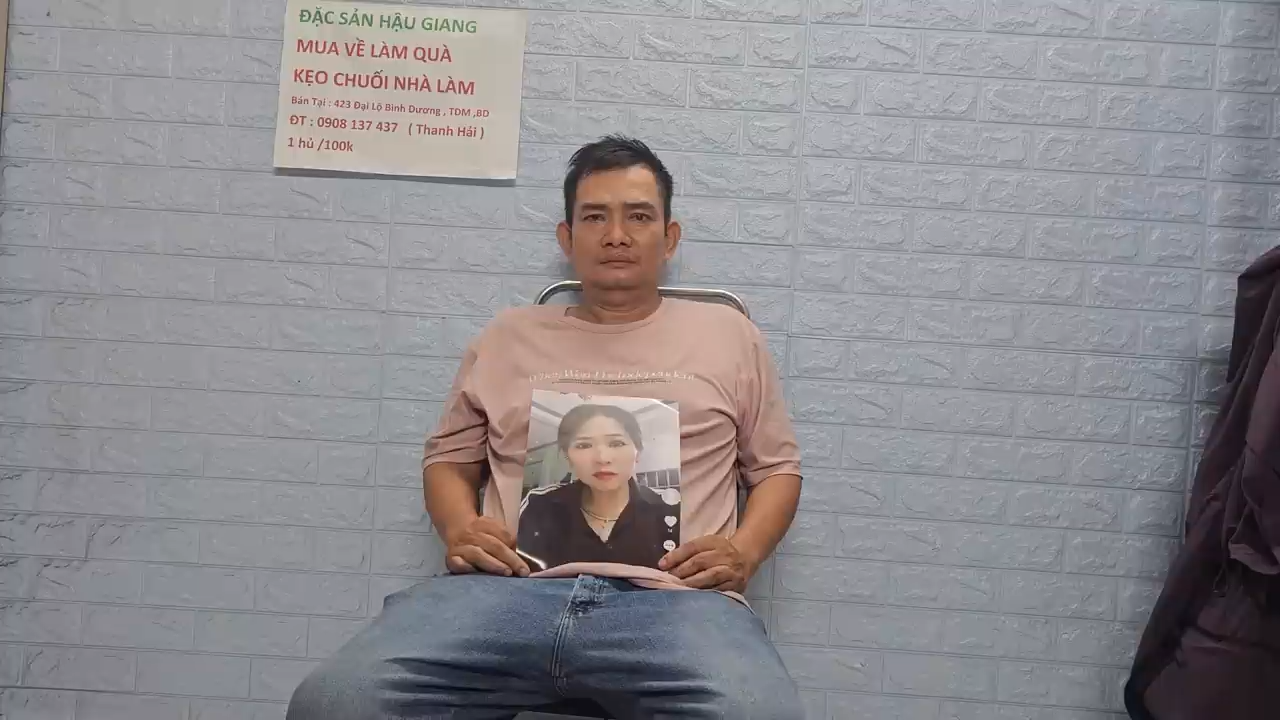 ĐẶC SẢN HẬU GIANG
MUA VỀ LÀM QUÀ
KẸO CHUỐI NHÀ LÀM
Bán Tại : 423 Đại Lộ Bình Dương , TDM ,BD
ĐT : 0908 137 437 ( Thanh Hải )
1 hủ /100k